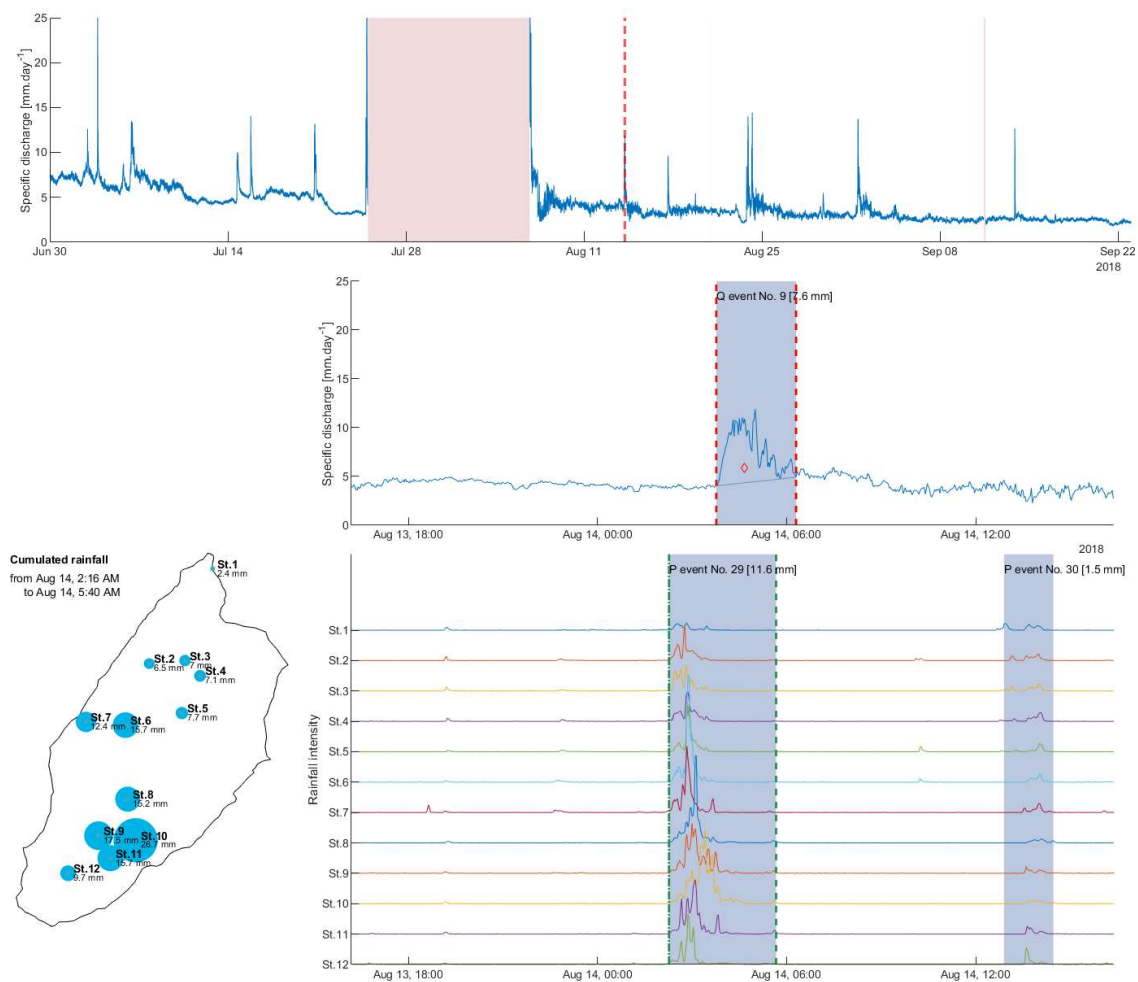 25
20
15
10
5
0
Specific discharge [mm.day-1]
Jun 30
Jul 14
Jul 28
Aug 11
Aug 25
Sep 08
Sep 22
2018
25
20
15
10
5
0
Specific discharge [mm.day-1]
Q event No. 9 [7.6 mm]
Aug 13, 18:00
Aug 14, 00:00
Aug 14, 06:00
Aug 14, 12:00
2018
Cumulated rainfall
from Aug 14, 2:16 AM
to Aug 14, 5:40 AM
St.1
2.4 mm
St.2
6.5 mm
St.3
7 mm
St.4
7.1 mm
St.5
7.7 mm
St.7
12.4 mm
St.6
15.7 mm
St.8
15.2 mm
St.9
17.5 mm
St.10
26.7 mm
St.11
15.7 mm
St.12
9.7 mm
P event No. 29 [11.6 mm]
P event No. 30 [1.5 mm]
Rainfall intensity
St.1
St.2
St.3
St.4
St.5
St.6
St.7
St.8
St.9
St.10
St.11
St.12
Aug 13, 18:00
Aug 14, 00:00
Aug 14, 06:00
Aug 14, 12:00